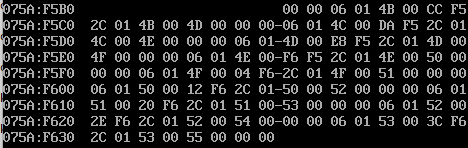 075A:F5B0 00 00 06 01 4B 00 CC F5
075A:F5C0 2C 01 4B 00 4D 00 00 00-06 01 4C 00 DA F5 2C 01
075A:F5D0 4C 00 4E 00 00 00 06 01-4D 00 E8 F5 2C 01 4D 00
075A:F5E0 4F 00 00 00 06 01 4E 00-F6 F5 2C 01 4E 00 50 00
075A:F5F0 00 00 06 01 4F 00 04 F6-2C 01 4F 00 51 00 00 00
075A:F600 06 01 50 00 12 F6 2C 01-50 00 52 00 00 00 06 01
075A:F610 51 00 20 F6 2C 01 51 00-53 00 00 00 06 01 52 00
075A:F620 2E F6 2C 01 52 00 54 00-00 00 06 01 53 00 3C F6
075A:F630 2C 01 53 00 55 00 00 00